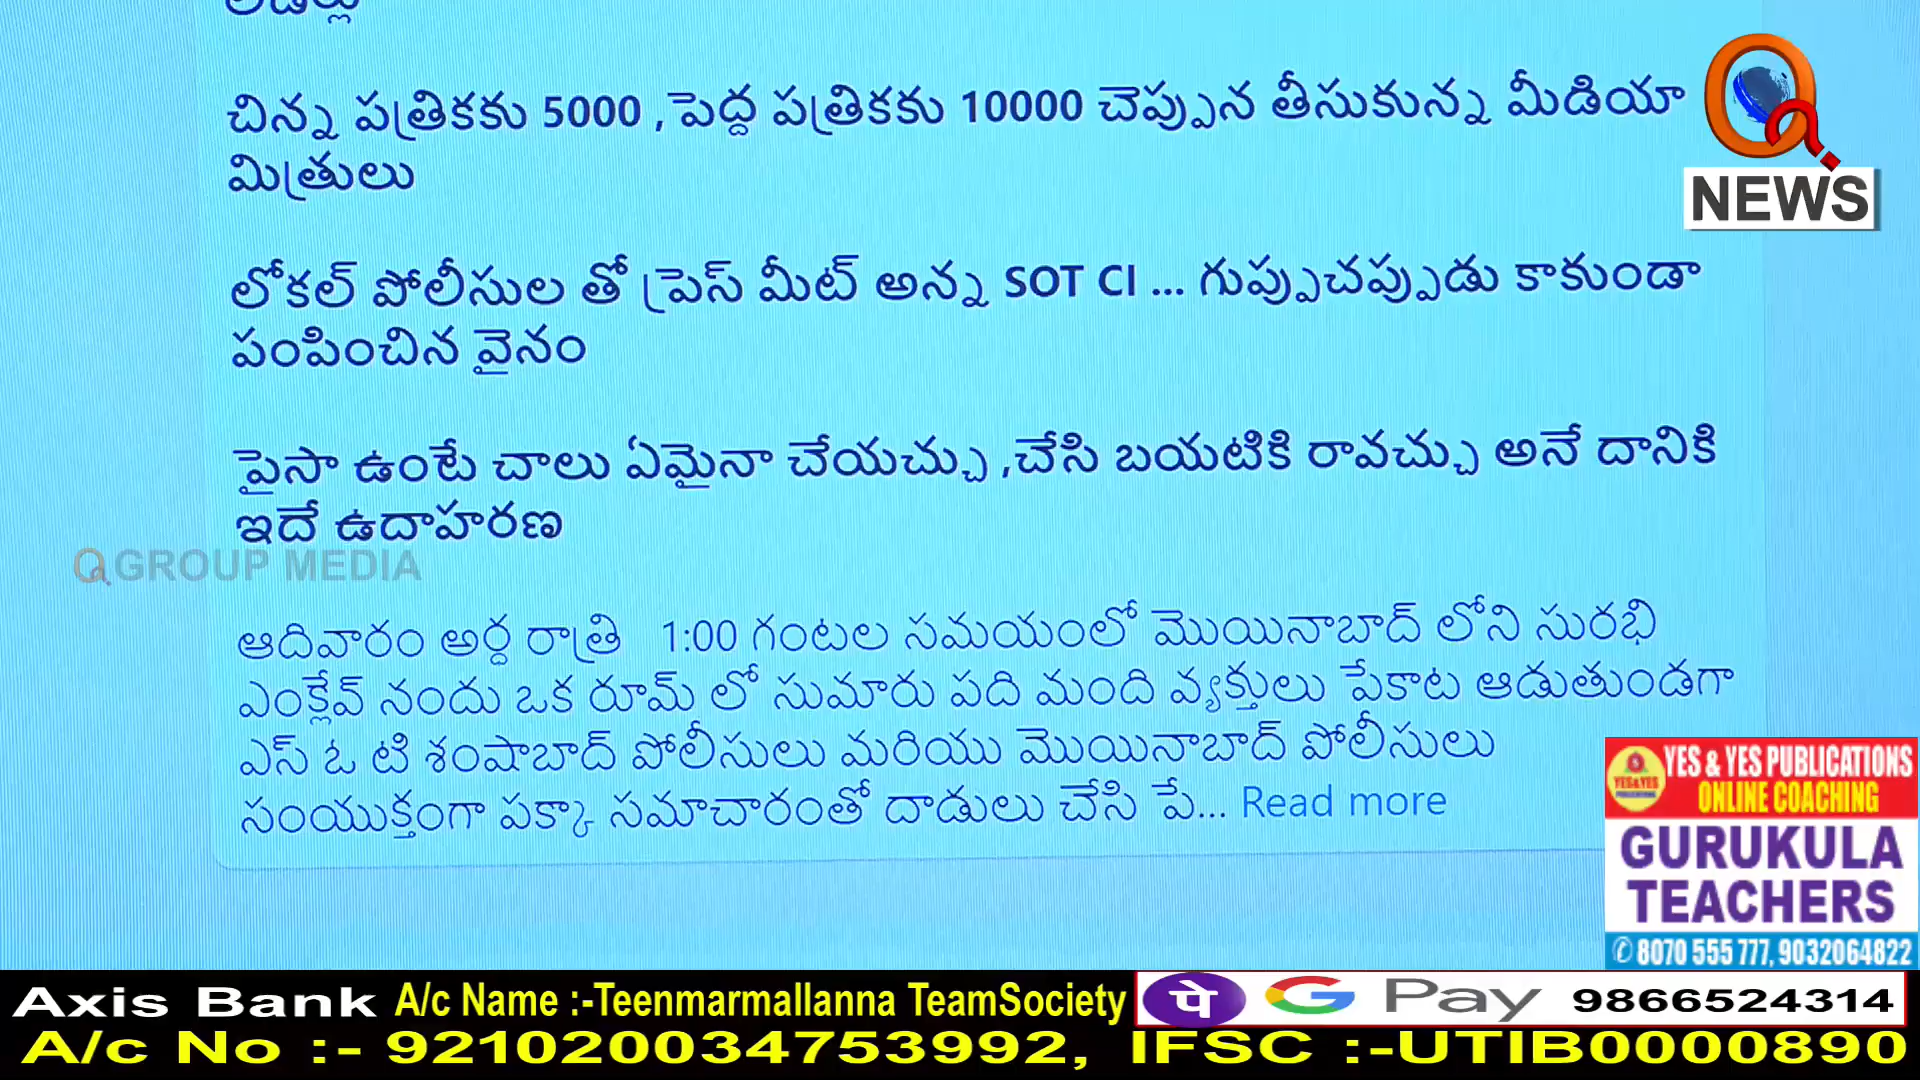 చిన్న పత్రికకు 5000 ,పెద్ద పత్రికకు 10000 చెప్పున తీసుకున్న మీడియా
మిత్రులు
లోకల్ పోలీసుల తో ప్రెస్ మీట్ అన్న SOT CI ... గుప్పుచప్పుడు కాకుండా
పంపించిన వైనం
పైసా ఉంటే చాలు ఏమైనా చేయచ్చు ,చేసి బయటికి రావచ్చు అనే దానికి
ఇదే ఉదాహరణ
ఆదివారం అర్ద రాత్రి 1:00 గంటల సమయంలో మొయినాబాద్ లోని సురభి
ఎంక్లేవ్ నందు ఒక రూమ్ లో సుమారు పది మంది వ్యక్తులు పేకాట ఆడుతుండగా
ఎస్ ఓ టి శంషాబాద్ పోలీసులు మరియు మొయినాబాద్ పోలీసులు
సంయుక్తంగా పక్కా సమాచారంతో దాడులు చేసి పే... Read more
Q GROUP MEDIA
Q NEWS
YES & YES PUBLICATIONS
ONLINE COACHING
GURUKULA
TEACHERS
8070 555 777, 9032064822
Axis Bank A/c Name :-Teenmarmallanna TeamSociety पे G Pay 9866524314
A/c No :- 921020034753992, IFSC :-UTIB0000890